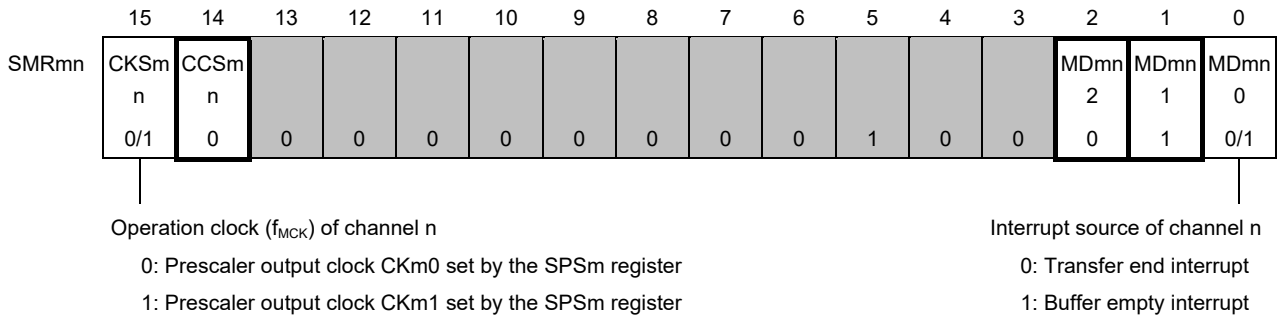 15 14 13 12 11 10 9 8 7 6 5 4 3 2 1 0
SMRmn CKSm CCSm MDmn MDmn MDmn
n n 2 1 0
0/1 0 0 0 0 0 0 0 0 0 1 0 0 0 1 0/1
Operation clock (fMCK) of channel n Interrupt source of channel n
0: Prescaler output clock CKm0 set by the SPSm register 0: Transfer end interrupt
1: Prescaler output clock CKm1 set by the SPSm register 1: Buffer empty interrupt